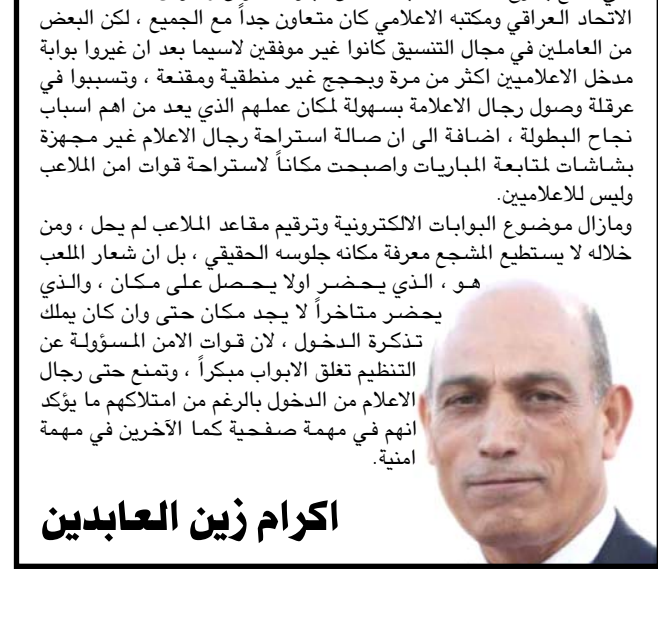 الاتحاد العراقي ومكتبه الاعلامي كان متعاون جداً مع الجميع ، لكن البعض
من العاملين في مجال التنسيق كانوا غير موفقين لاسيما بعد ان غيروا بوابة
مدخل الاعلاميين اكثر من مرة وبحجج غير منطقية ومقنعة ، وتسببوا في
عرقلة وصول رجال الاعلامة بسهولة لمكان عملهم الذي يعد من اهم اسباب
نجاح البطولة ، اضافة الى ان صالة استراحة رجال الاعلام غير مجهزة
بشاشات لمتابعة المباريات واصبحت مكاناً لاستراحة قوات امن الملاعب
وليس للاعلاميين.
ومازال موضوع البوابات الالكترونية وترقيم مقاعد الملاعب لم يحل ، ومن
خلاله لا يستطيع المشجع معرفة مكانه جلوسه الحقيقي ، بل ان شعار الملعب
هو ، الذي يحضر اولا يحصل على مكان ، والذي
يحضر متاخراً لا يجد مكان حتى وان كان يملك
تذكرة الدخول ، لان قوات الامن المسؤولة عن
التنظيم تغلق الابواب مبكراً ، وتمنع حتى رجال
الاعلام من الدخول بالرغم من امتلاكهم ما يؤكد
انهم في مهمة صفحية كما الآخرين في مهمة
امنية.
اكرام زين العابدين